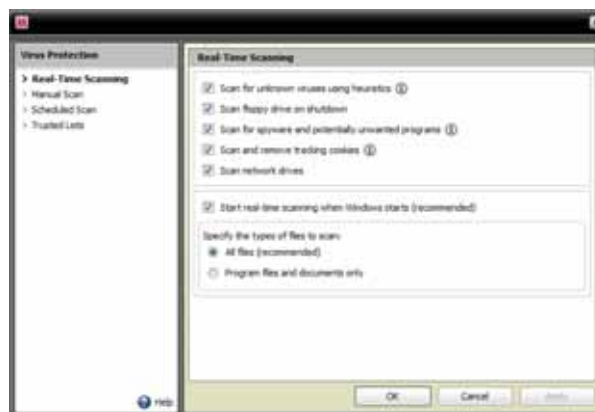 Virus Protection
> Real-Time Scanning
> Manual Scan
> Scheduled Scan
> Trusted Lists
Help
Real-Time Scanning
Scan for unknown viruses using heuristics
Scan floppy drive on shutdown
Scan for spyware and potentially unwanted programs
Scan and remove tracking cookies
Scan network drives
Start real-time scanning when Windows starts (recommended)
Specify the types of files to scan:
All files (recommended)
Program files and documents only
OK
Cancel
Apply